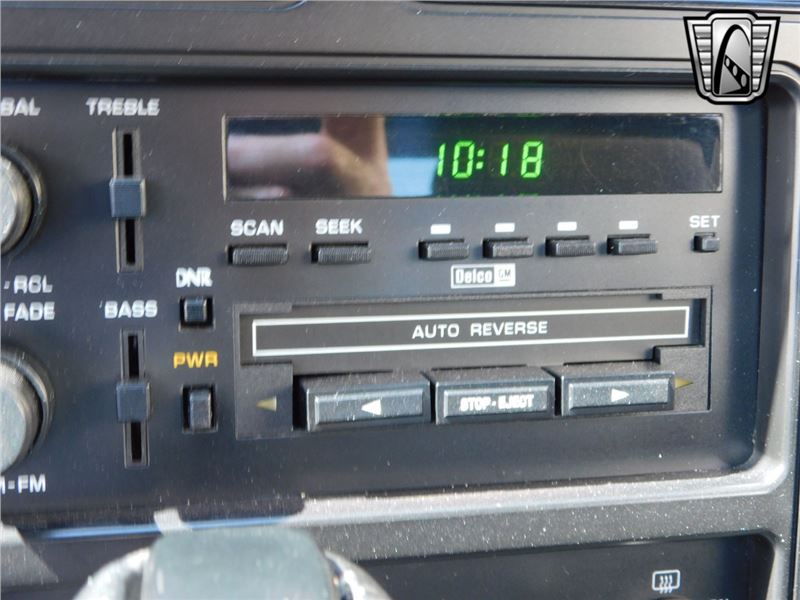 BAL
TREBLE
10:18
SCAN
SEEK
SET
Delco GM
- RCL
FADE
DNR
BASS
AUTO REVERSE
PWR
STOP-EJECT
-FM